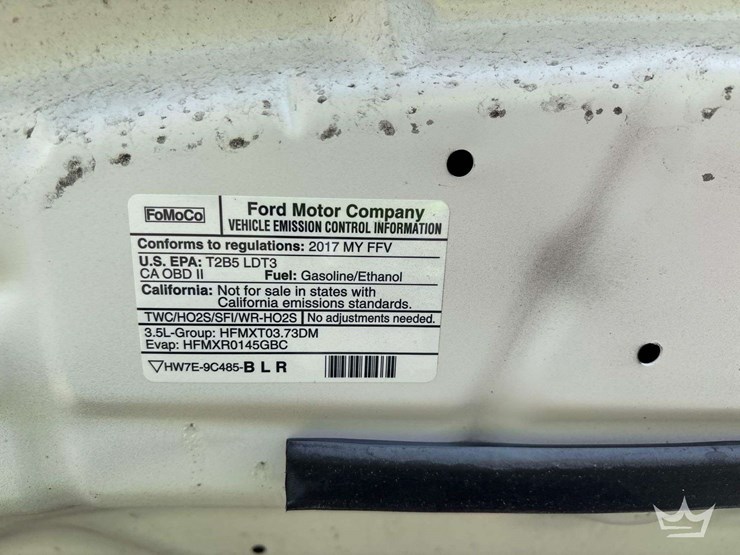 FoMoCo
Ford Motor Company
VEHICLE EMISSION CONTROL INFORMATION
Conforms to regulations: 2017 MY FFV
U.S. EPA: T2B5 LDT3
CA OBD II Fuel: Gasoline/Ethanol
California: Not for sale in states with
California emissions standards.
TWC/HO2S/SFI/WR-HO2S No adjustments needed.
3.5L-Group: HFMXT03.73DM
Evap: HFMXR0145GBC
HW7E-9C485-B L R